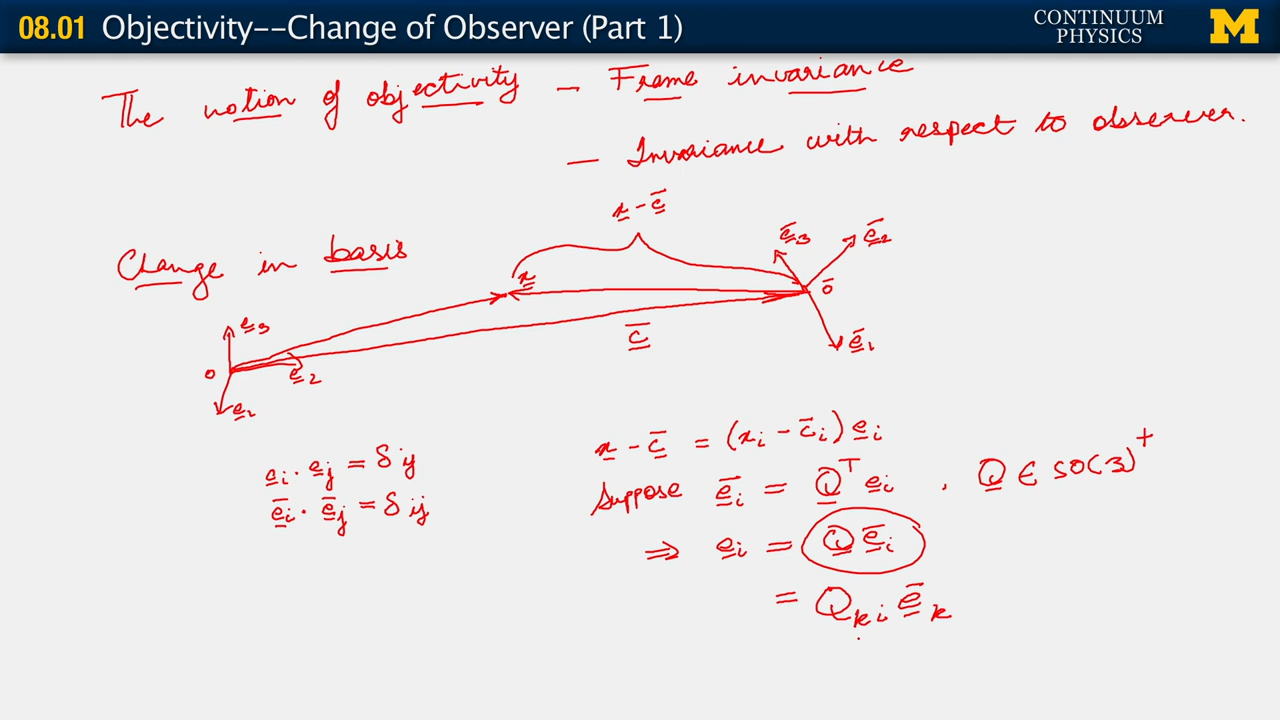 08.01 Objectivity--Change of Observer (Part 1)
CONTINUUM PHYSICS
M
The notion of objectivity – Frame invariance
– Invariance with respect to observer.
x - c̄
Change in basis
x
ē₃
ē₂
ō
ē₁
c̄
e₃
o
e₂
e₁
x - c̄ = (xᵢ - c̄ᵢ) eᵢ
eᵢ · eⱼ = δij
ēᵢ · ēⱼ = δij
Suppose ēᵢ = Qᵀ eᵢ , Q ∈ SO(3)⁺
⇒ eᵢ = Q ēᵢ
= Qₖᵢ ēₖ